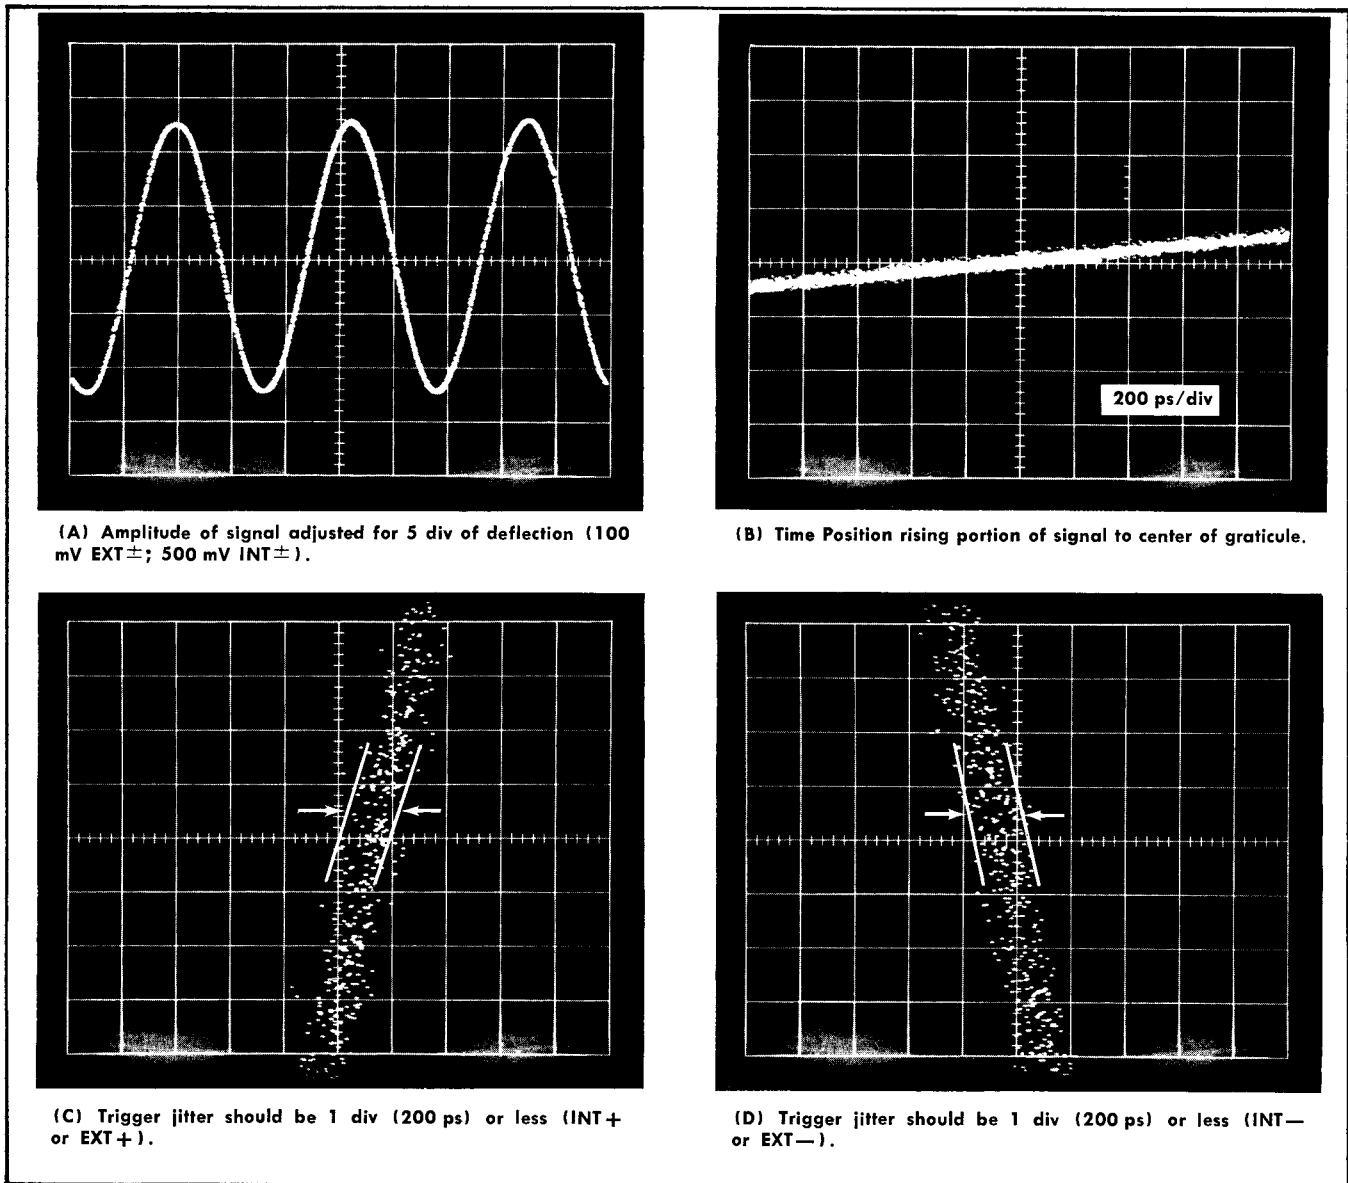 200 ps/div
(A) Amplitude of signal adjusted for 5 div of deflection (100
mV EXT±; 500 mV INT±).
(B) Time Position rising portion of signal to center of graticule.
(C) Trigger jitter should be 1 div (200 ps) or less (INT+
or EXT+).
(D) Trigger jitter should be 1 div (200 ps) or less (INT—
or EXT—).